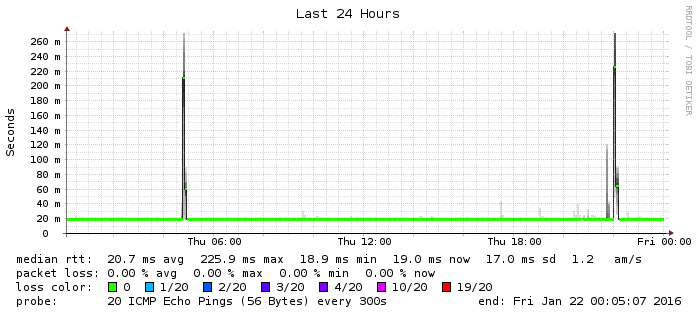 Last 24 Hours
RRDTOOL / TOBI OETIKER
Seconds
260 m
240 m
220 m
200 m
180 m
160 m
140 m
120 m
100 m
80 m
60 m
40 m
20 m
0
Thu 06:00 Thu 12:00 Thu 18:00 Fri 00:00
median rtt: 20.7 ms avg 225.9 ms max 18.9 ms min 19.0 ms now 17.0 ms sd 1.2 am/s
packet loss: 0.00 % avg 0.00 % max 0.00 % min 0.00 % now
loss color: 0 1/20 2/20 3/20 4/20 10/20 19/20
probe: 20 ICMP Echo Pings (56 Bytes) every 300s end: Fri Jan 22 00:05:07 2016